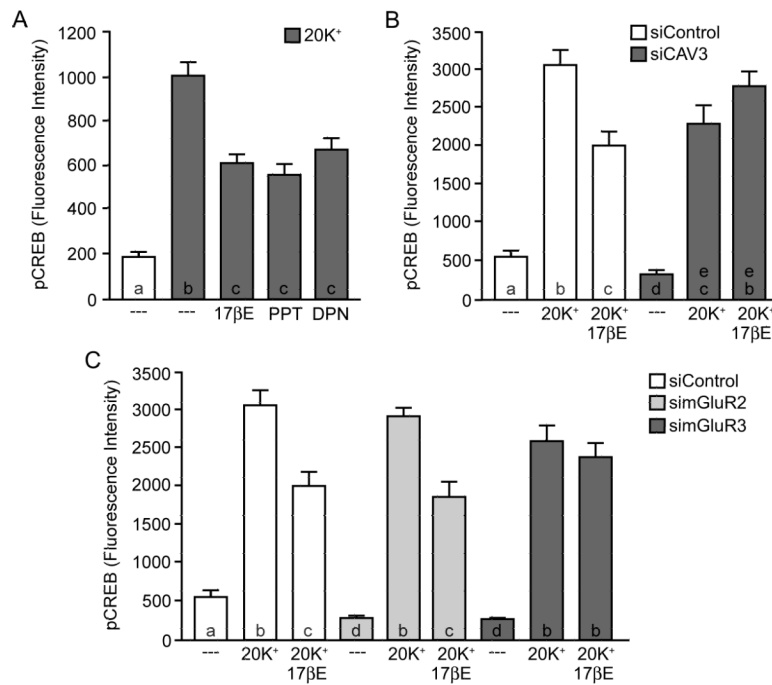 A
20K⁺
pCREB (Fluorescence Intensity)
1200
1000
800
600
400
200
0
a
b
c
c
c
---
---
17βE
PPT
DPN
B
siControl
siCAV3
pCREB (Fluorescence Intensity)
3500
3000
2500
2000
1500
1000
500
0
a
b
c
d
e
c
e
b
---
20K⁺
20K⁺
17βE
---
20K⁺
20K⁺
17βE
C
siControl
simGluR2
simGluR3
pCREB (Fluorescence Intensity)
3500
3000
2500
2000
1500
1000
500
0
a
b
c
d
b
c
d
b
b
---
20K⁺
20K⁺
17βE
---
20K⁺
20K⁺
17βE
---
20K⁺
20K⁺
17βE